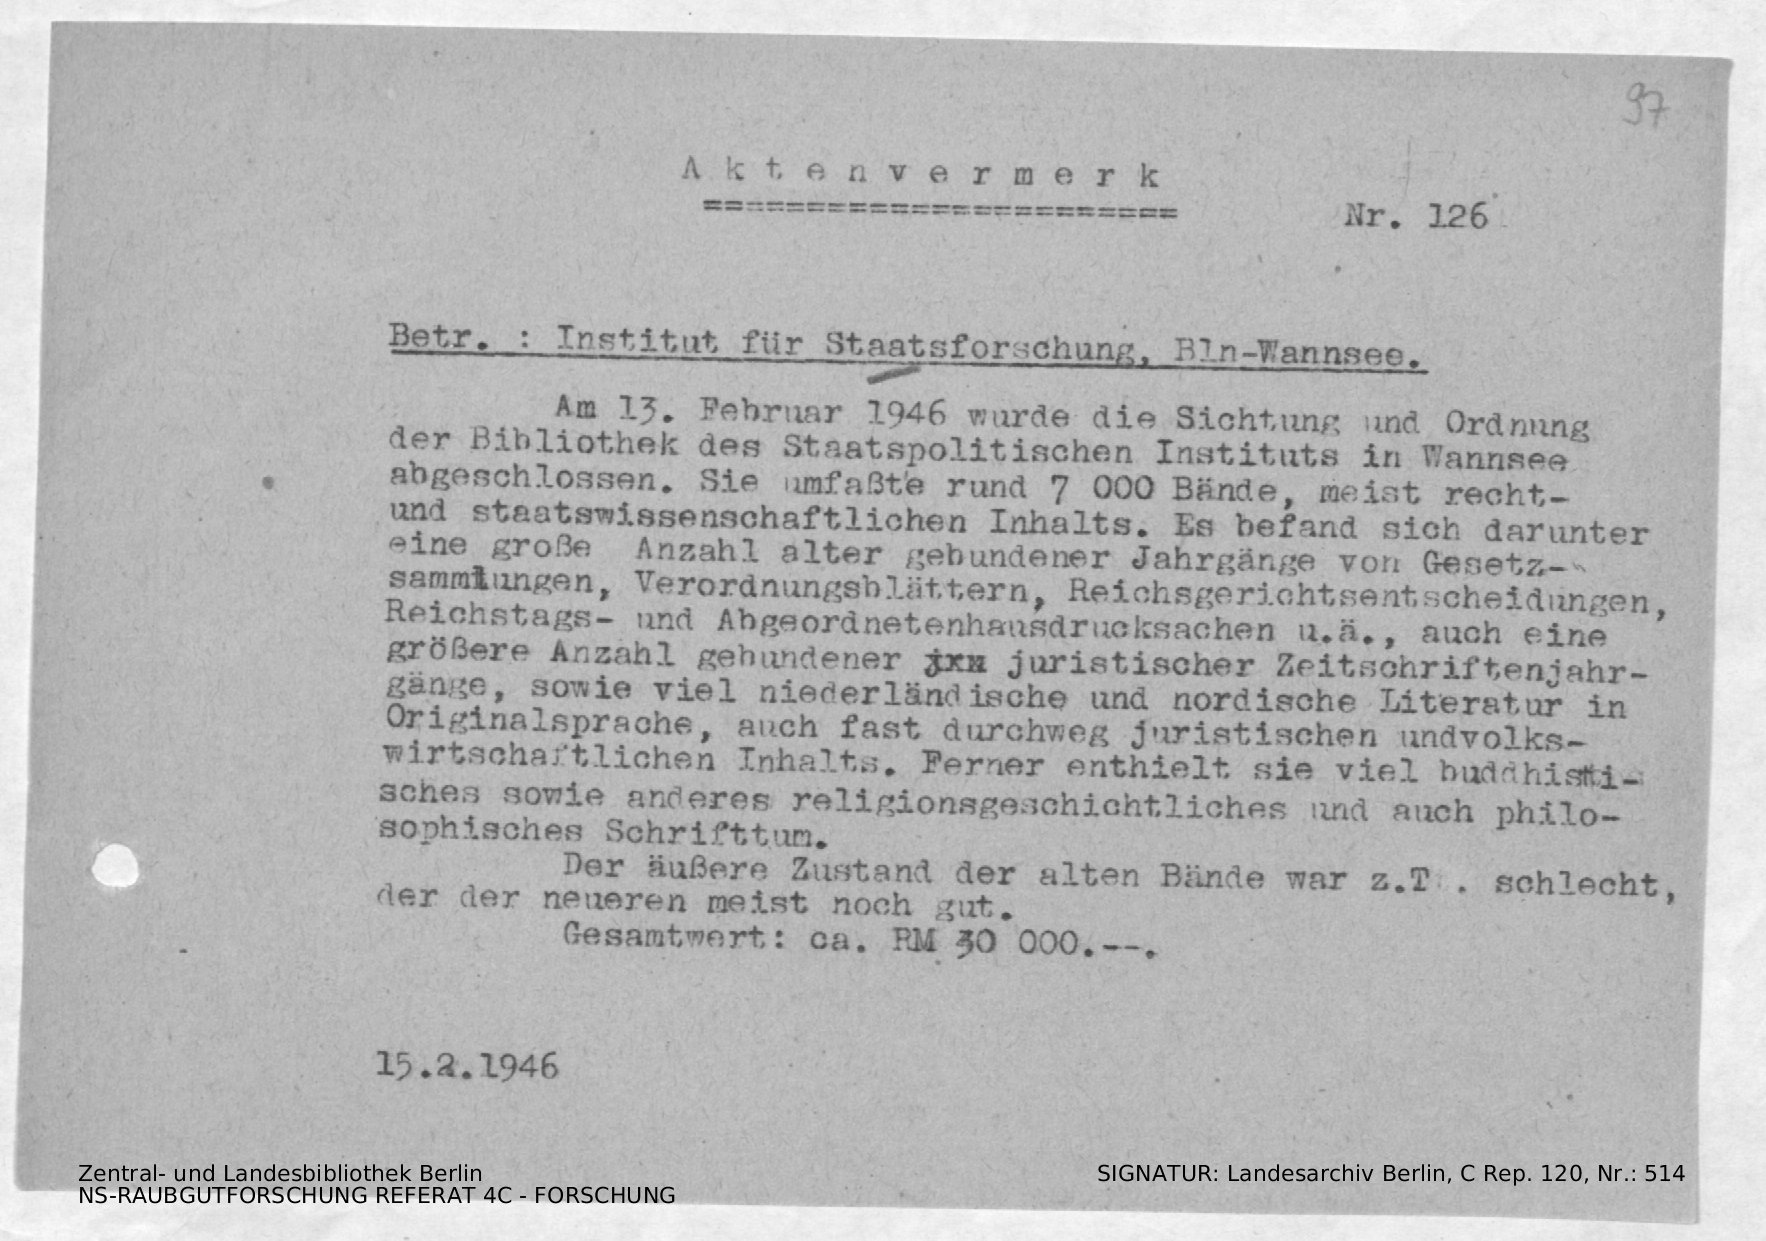 97
Aktenvermerk
=======================
Nr. 126
Betr. : Institut für Staatsforschung, Bln-Wannsee.
Am 13. Februar 1946 wurde die Sichtung und Ordnung
der Bibliothek des Staatspolitischen Instituts in Wannsee
abgeschlossen. Sie umfaßte rund 7 000 Bände, meist recht-
und staatswissenschaftlichen Inhalts. Es befand sich darunter
eine große Anzahl alter gebundener Jahrgänge von Gesetz-
sammlungen, Verordnungsblättern, Reichsgerichtsentscheidungen,
Reichstags- und Abgeordnetenhausdrucksachen u.ä., auch eine
größere Anzahl gebundener juristischer Zeitschriftenjahr-
gänge, sowie viel niederländische und nordische Literatur in
Originalsprache, auch fast durchweg juristischen undvolks-
wirtschaftlichen Inhalts. Ferner enthielt sie viel buddhisti-
sches sowie anderes religionsgeschichtliches und auch philo-
sophisches Schrifttum.
Der äußere Zustand der alten Bände war z.T . schlecht,
der der neueren meist noch gut.
Gesamtwert: ca. RM 30 000.--.
15.2.1946
Zentral- und Landesbibliothek Berlin
NS-RAUBGUTFORSCHUNG REFERAT 4C - FORSCHUNG
SIGNATUR: Landesarchiv Berlin, C Rep. 120, Nr.: 514